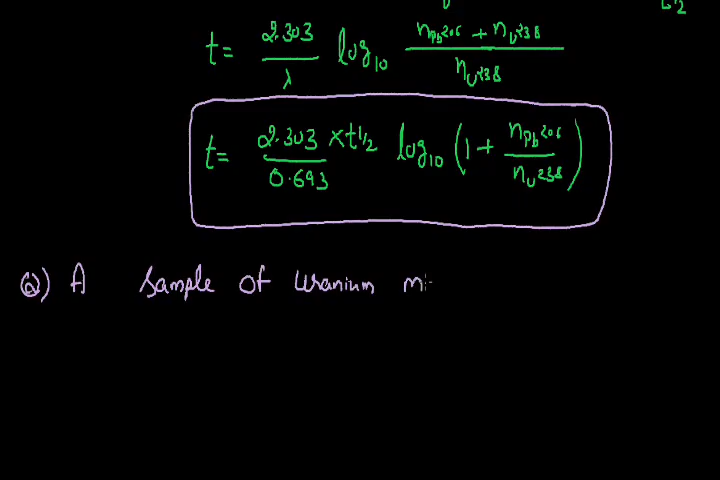 t= 2.303/λ log10 nPb206 + nU238/nU238
t= 2.303/0.693 × t1/2 log10 (1 + nPb206/nU238)
Q) A Sample of Uranium